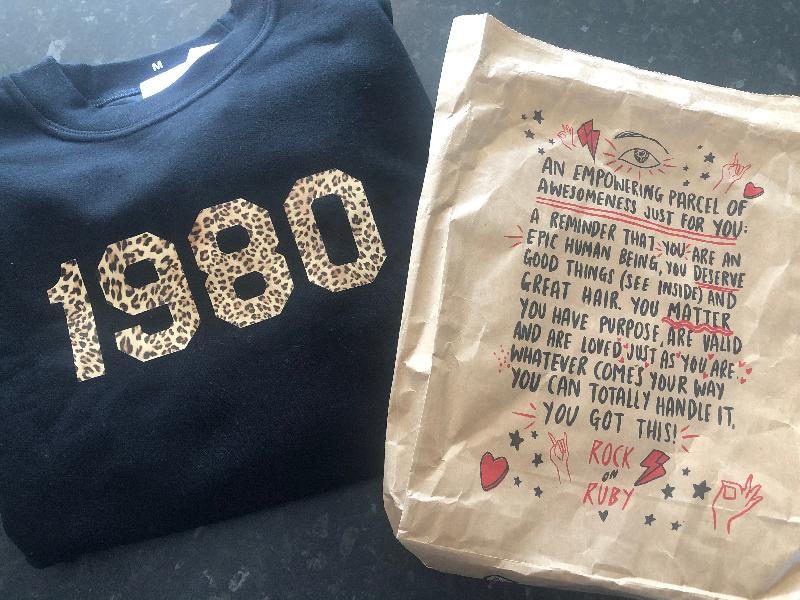 M
1980
AN EMPOWERING PARCEL OF
AWESOMENESS JUST FOR YOU:
A REMINDER THAT YOU ARE AN
EPIC HUMAN BEING, YOU DESERVE
GOOD THINGS (SEE INSIDE) AND
GREAT HAIR. YOU MATTER
YOU HAVE PURPOSE, ARE VALID
AND ARE LOVED JUST AS YOU ARE.
WHATEVER COMES YOUR WAY
YOU CAN TOTALLY HANDLE IT,
YOU GOT THIS!
ROCK
ON
RUBY